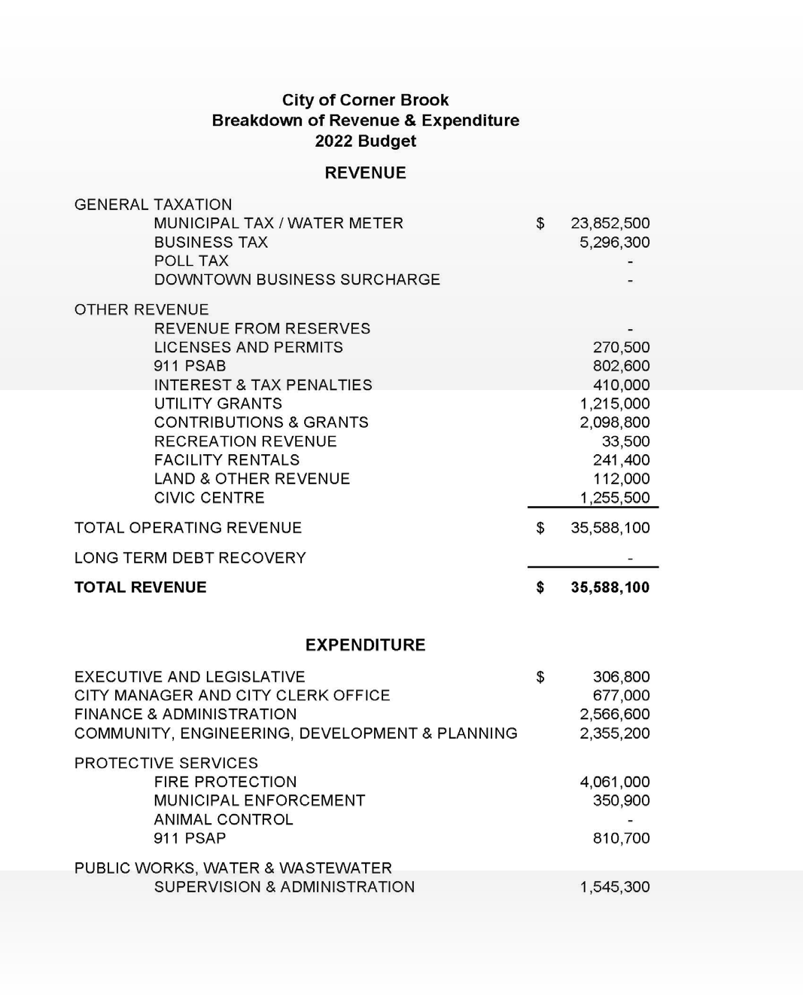 City of Corner Brook
Breakdown of Revenue & Expenditure
2022 Budget
REVENUE
GENERAL TAXATION
MUNICIPAL TAX / WATER METER $ 23,852,500
BUSINESS TAX 5,296,300
POLL TAX -
DOWNTOWN BUSINESS SURCHARGE -
OTHER REVENUE
REVENUE FROM RESERVES -
LICENSES AND PERMITS 270,500
911 PSAB 802,600
INTEREST & TAX PENALTIES 410,000
UTILITY GRANTS 1,215,000
CONTRIBUTIONS & GRANTS 2,098,800
RECREATION REVENUE 33,500
FACILITY RENTALS 241,400
LAND & OTHER REVENUE 112,000
CIVIC CENTRE 1,255,500
TOTAL OPERATING REVENUE $ 35,588,100
LONG TERM DEBT RECOVERY -
TOTAL REVENUE $ 35,588,100
EXPENDITURE
EXECUTIVE AND LEGISLATIVE $ 306,800
CITY MANAGER AND CITY CLERK OFFICE 677,000
FINANCE & ADMINISTRATION 2,566,600
COMMUNITY, ENGINEERING, DEVELOPMENT & PLANNING 2,355,200
PROTECTIVE SERVICES
FIRE PROTECTION 4,061,000
MUNICIPAL ENFORCEMENT 350,900
ANIMAL CONTROL -
911 PSAP 810,700
PUBLIC WORKS, WATER & WASTEWATER
SUPERVISION & ADMINISTRATION 1,545,300